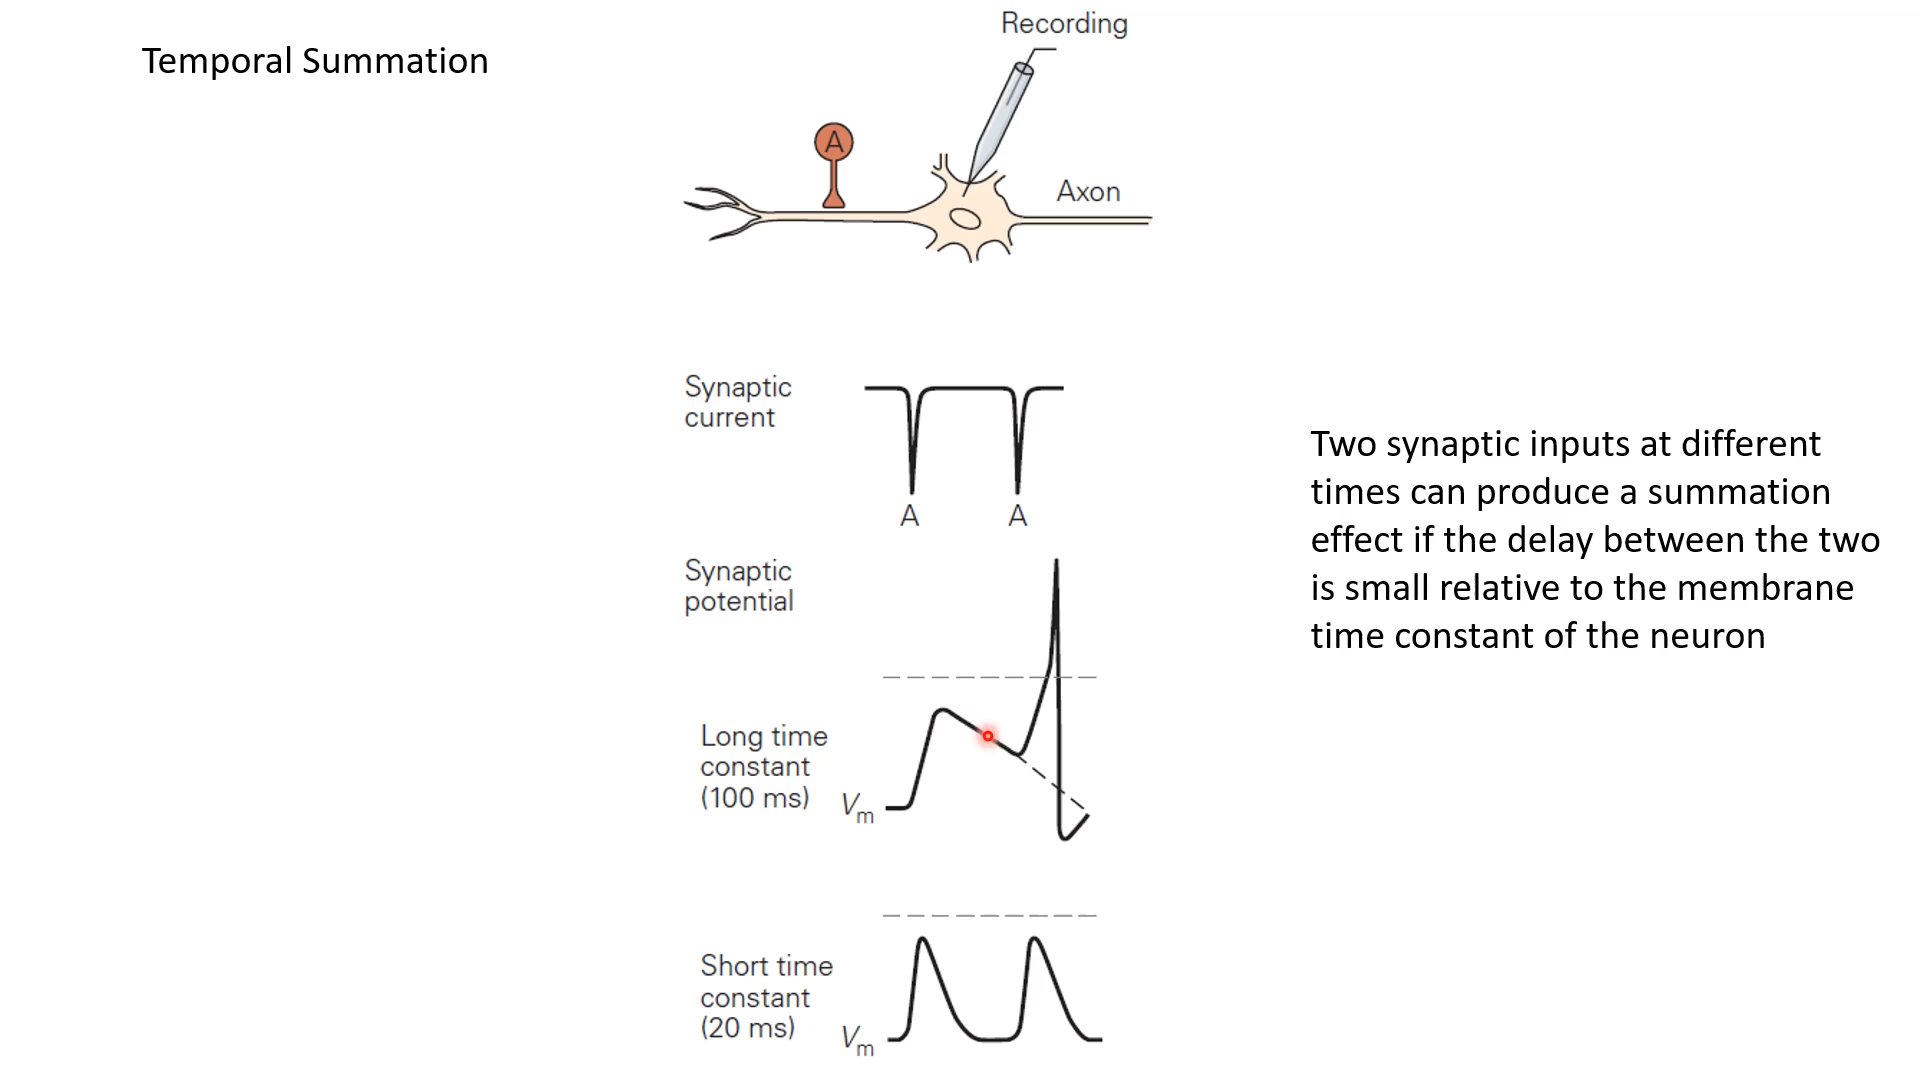 Temporal Summation
Recording
A
Axon
Synaptic
current
A A
Synaptic
potential
Long time
constant
(100 ms)
Vm
Short time
constant
(20 ms)
Vm
Two synaptic inputs at different
times can produce a summation
effect if the delay between the two
is small relative to the membrane
time constant of the neuron